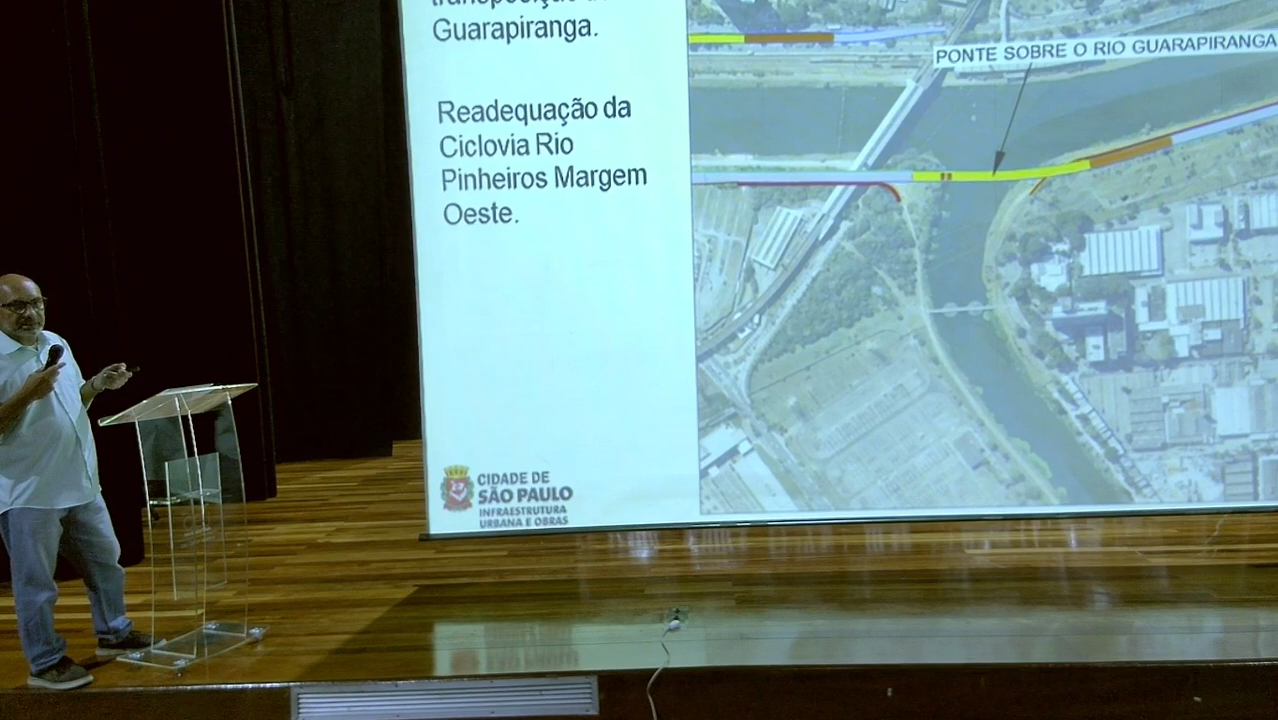 Guarapiranga.
Readequação da
Ciclovia Rio
Pinheiros Margem
Oeste.
PONTE SOBRE O RIO GUARAPIRANGA
CIDADE DE
SÃO PAULO
INFRAESTRUTURA
URBANA E OBRAS